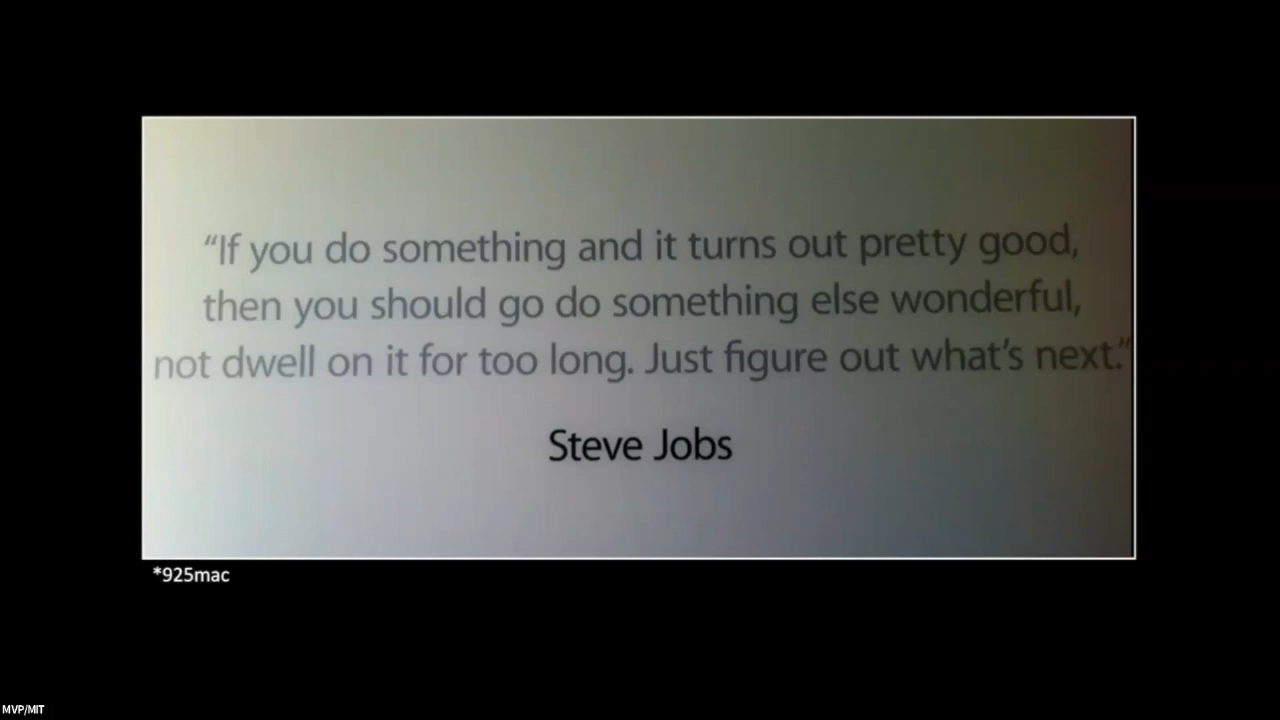 “If you do something and it turns out pretty good,
then you should go do something else wonderful,
not dwell on it for too long. Just figure out what’s next.”
Steve Jobs
*925mac
MVP/MIT